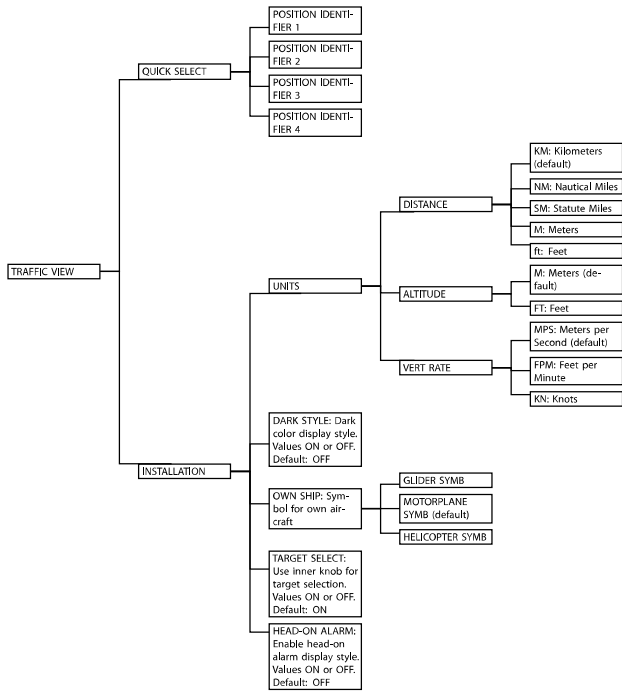 POSITION IDENTI-
FIER 1
POSITION IDENTI-
FIER 2
POSITION IDENTI-
FIER 3
POSITION IDENTI-
FIER 4
QUICK SELECT
KM: Kilometers
(default)
NM: Nautical Miles
SM: Statute Miles
M: Meters
ft: Feet
DISTANCE
TRAFFIC VIEW
UNITS
ALTITUDE
M: Meters (de-
fault)
FT: Feet
MPS: Meters per
Second (default)
VERT RATE
FPM: Feet per
Minute
KN: Knots
DARK STYLE: Dark
color display style.
Values ON or OFF.
Default: OFF
INSTALLATION
OWN SHIP: Sym-
bol for own air-
craft
GLIDER SYMB
MOTORPLANE
SYMB (default)
HELICOPTER SYMB
TARGET SELECT:
Use inner knob for
target selection.
Values ON or OFF.
Default: ON
HEAD-ON ALARM:
Enable head-on
alarm display style.
Values ON or OFF.
Default: OFF